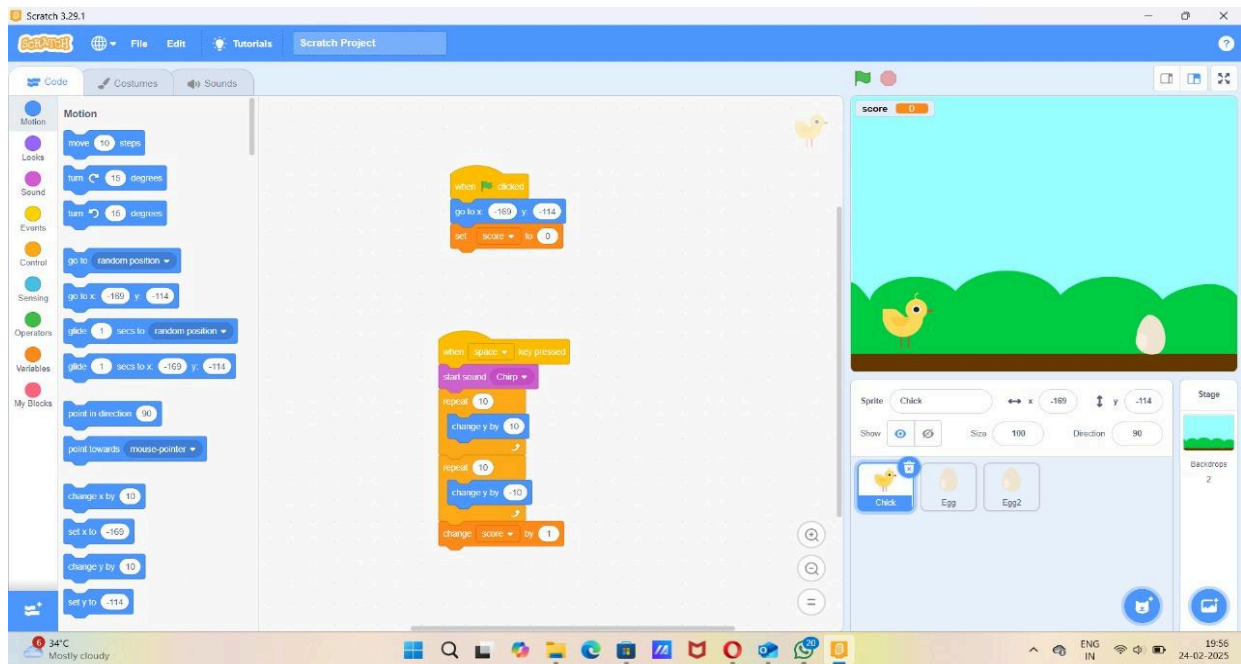 Scratch 3.29.1
SCRATCH File Edit Tutorials Scratch Project ?
Code Costumes Sounds
Motion
Looks
Sound
Events
Control
Sensing
Operators
Variables
My Blocks
Motion
move 10 steps
turn 15 degrees
turn 15 degrees
go to random position
go to x: -169 y: -114
glide 1 secs to random position
glide 1 secs to x: -169 y: -114
point in direction 90
point towards mouse-pointer
change x by 10
set x to -169
change y by 10
set y to -114
when clicked
go to x: -169 y: -114
set score to 0
when space key pressed
start sound Chirp
repeat 10
change y by 10
repeat 10
change y by -10
change score by 1
score 0
Sprite Chick x -169 y -114
Show Size 100 Direction 90
Chick Egg Egg2
Stage
Backdrops
2
6 34°C
Mostly cloudy
20
ENG
IN
19:56
24-02-2025